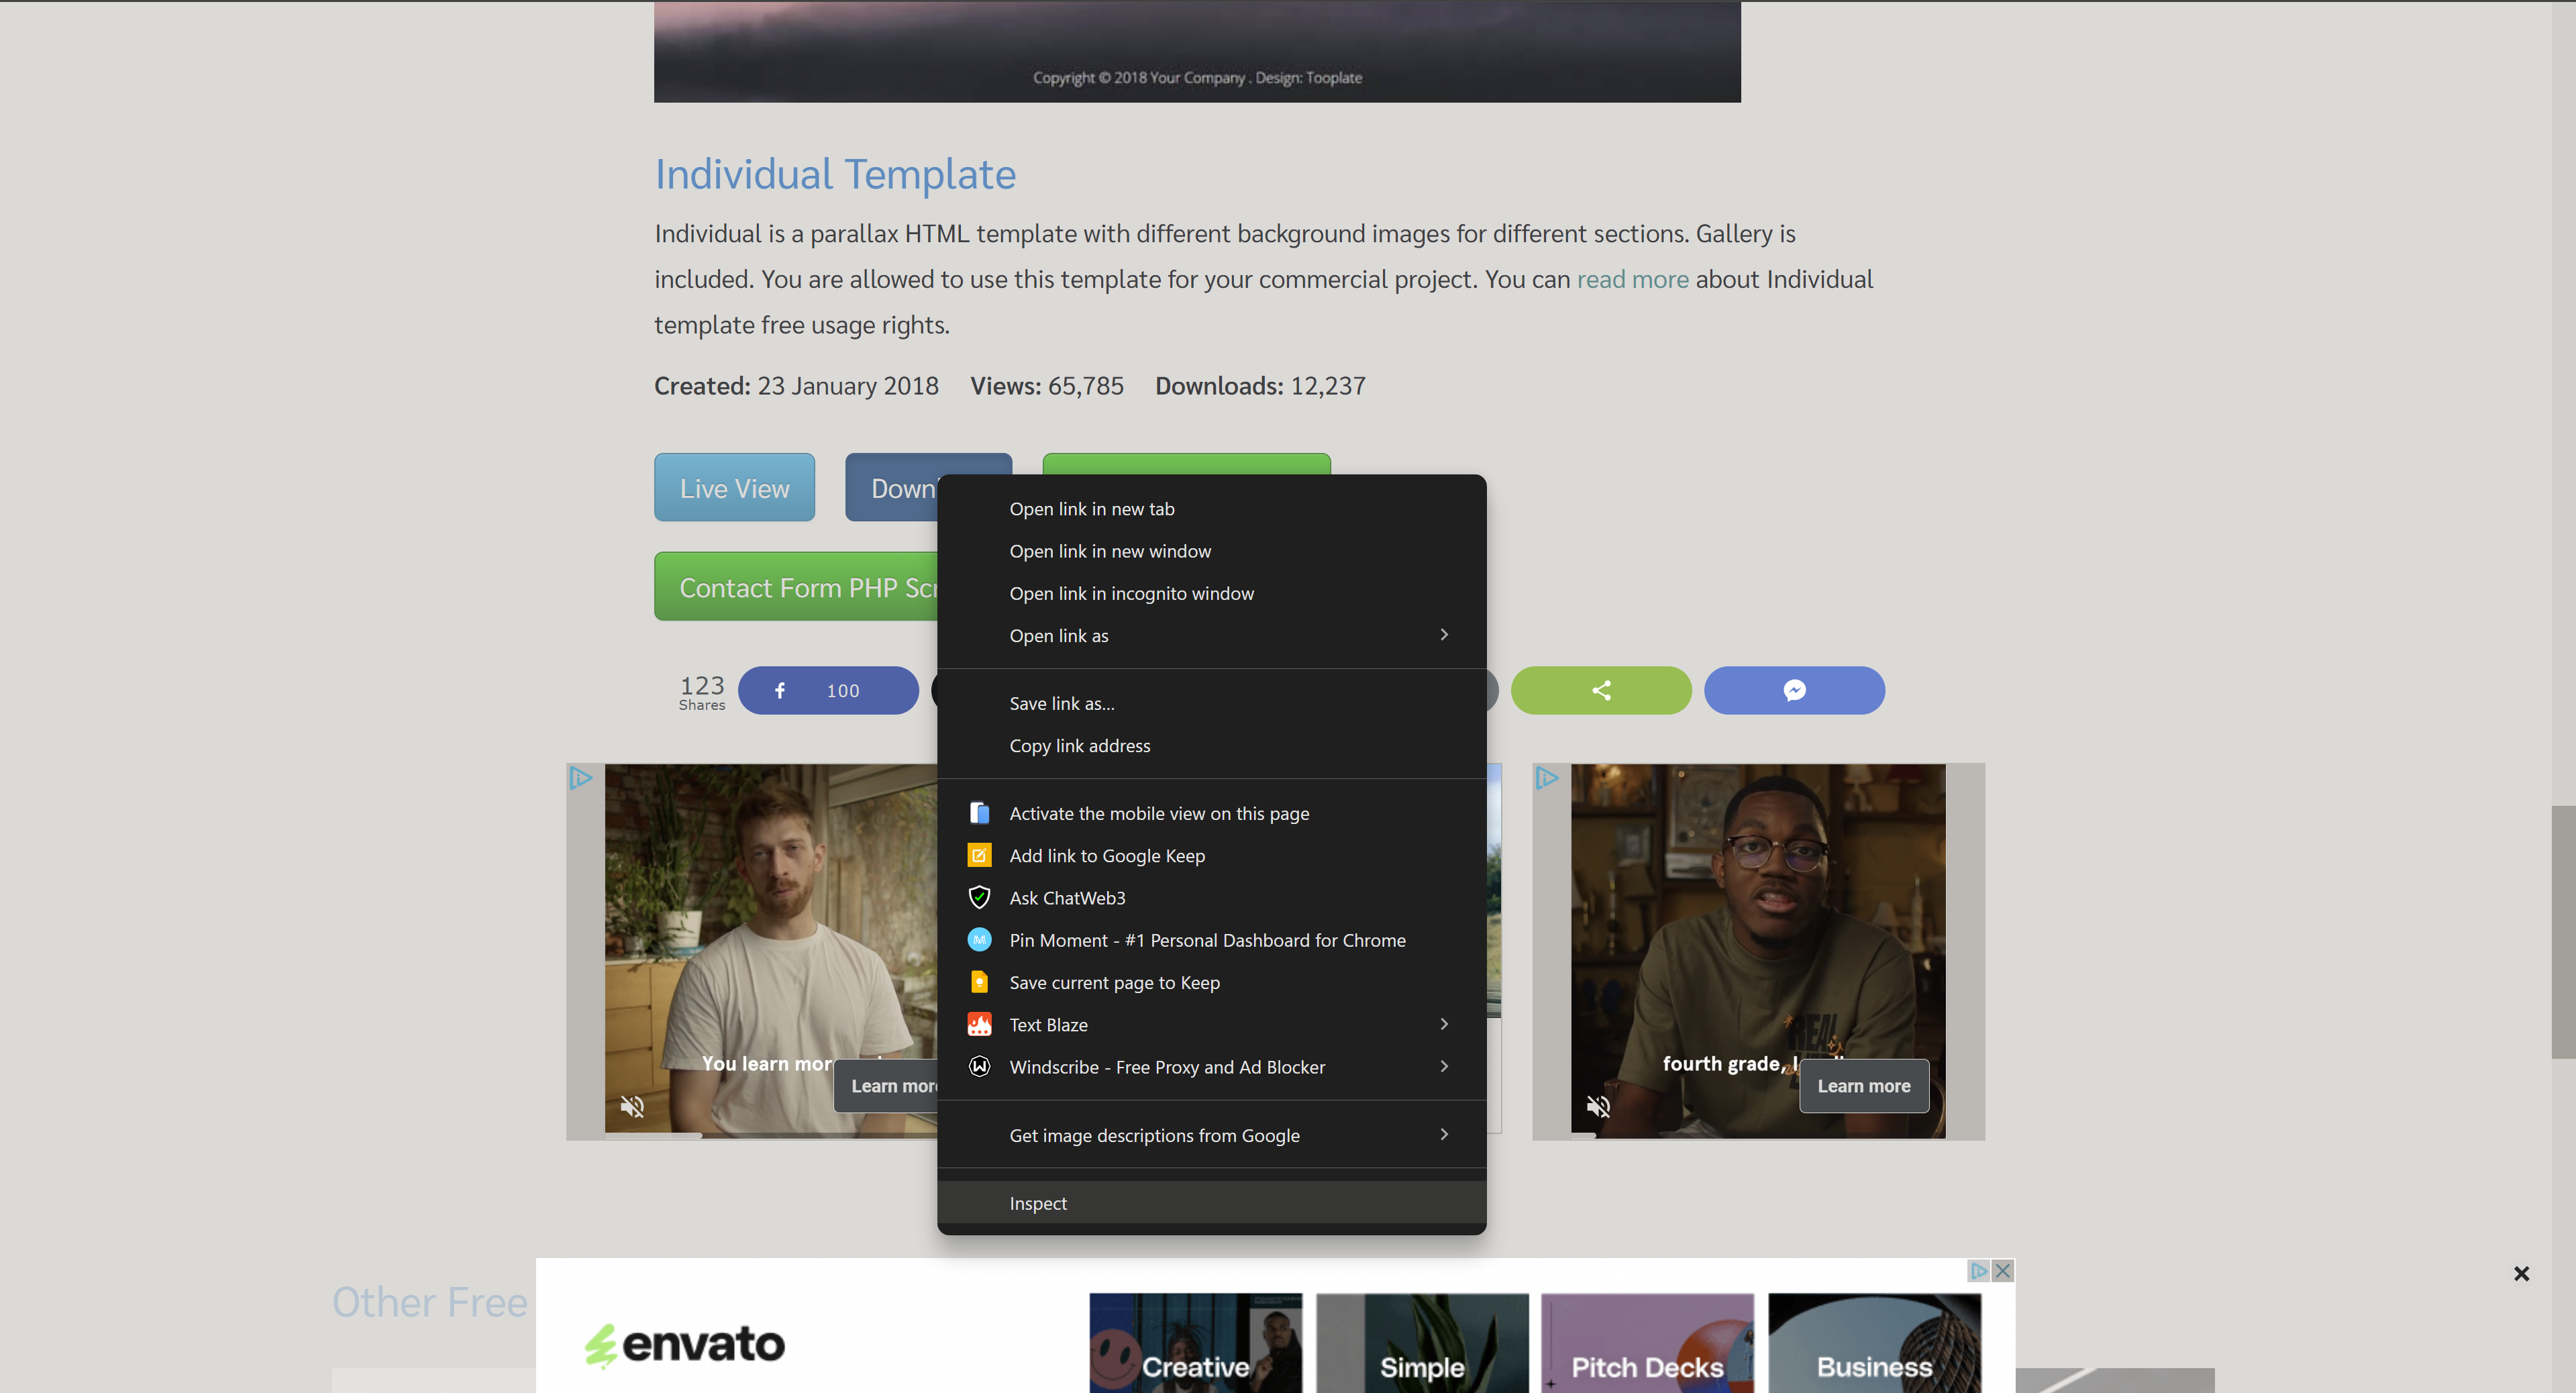 Copyright © 2018 Your Company . Design: Tooplate
Individual Template
Individual is a parallax HTML template with different background images for different sections. Gallery is
included. You are allowed to use this template for your commercial project. You can read more about Individual
template free usage rights.
Created: 23 January 2018 Views: 65,785 Downloads: 12,237
Live View
Contact Form PHP
123
Shares
100
Open link in new tab
Open link in new window
Open link in incognito window
Open link as
Save link as...
Copy link address
Activate the mobile view on this page
Add link to Google Keep
Ask ChatWeb3
Pin Moment - #1 Personal Dashboard for Chrome
Save current page to Keep
Text Blaze
Windscribe - Free Proxy and Ad Blocker
Get image descriptions from Google
Inspect
You learn
Learn more
REAL
fourth grade, I
Learn more
Other Free
envato
Creative
Simple
Pitch Decks
Business